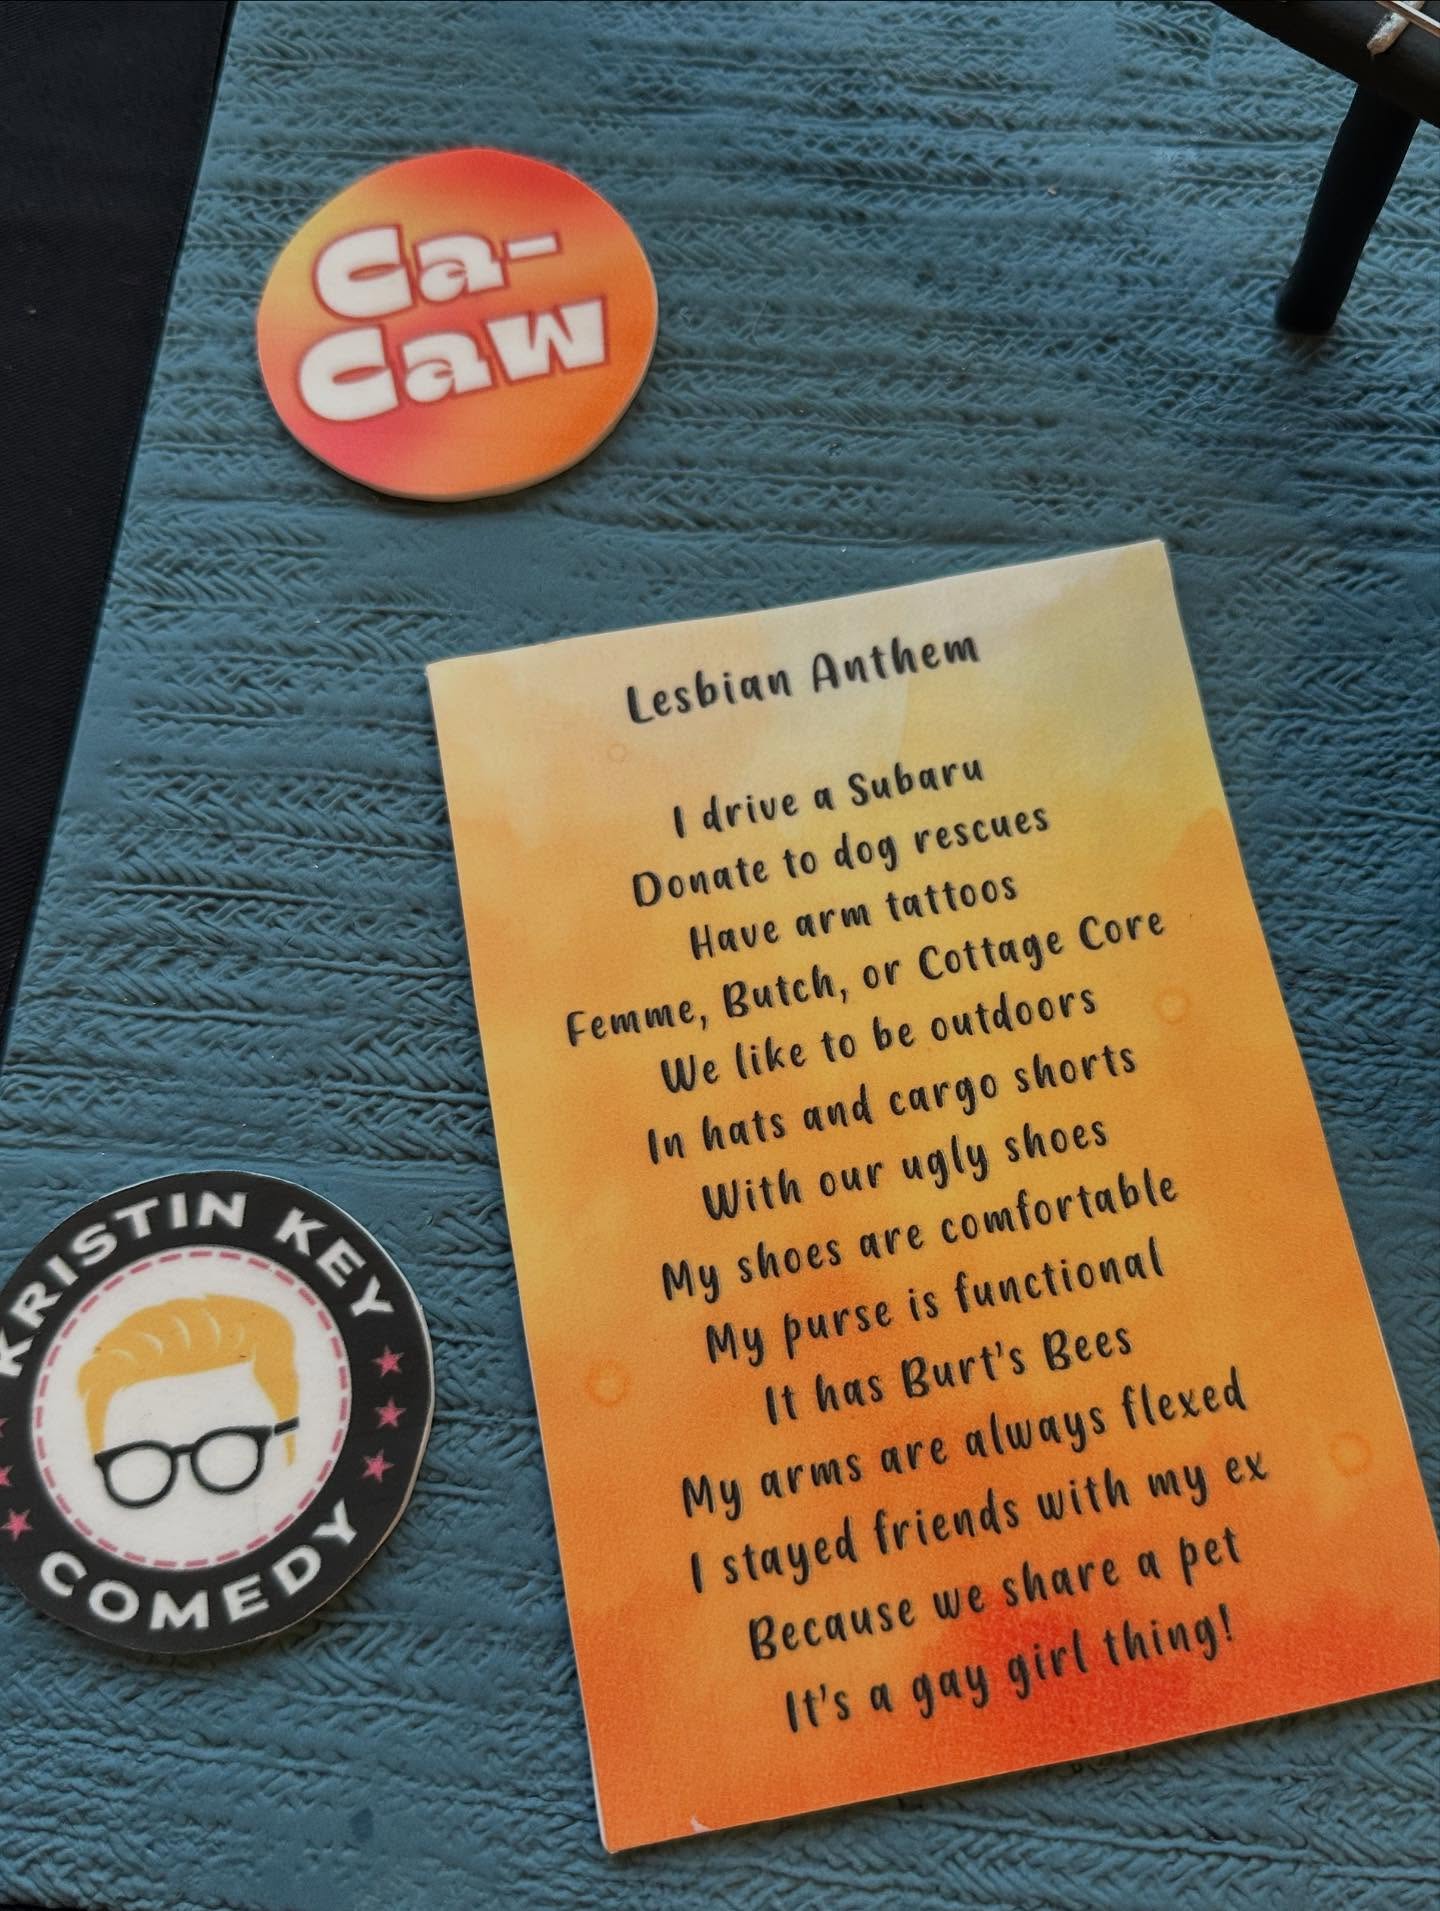 Ca-
Caw
Lesbian Anthem
I drive a Subaru
Donate to dog rescues
Have arm tattoos
Femme, Butch, or Cottage Core
We like to be outdoors
In hats and cargo shorts
With our ugly shoes
My shoes are comfortable
My purse is functional
It has Burt's Bees
My arms are always flexed
I stayed friends with my ex
Because we share a pet
It's a gay girl thing!
KRISTIN KEY
COMEDY